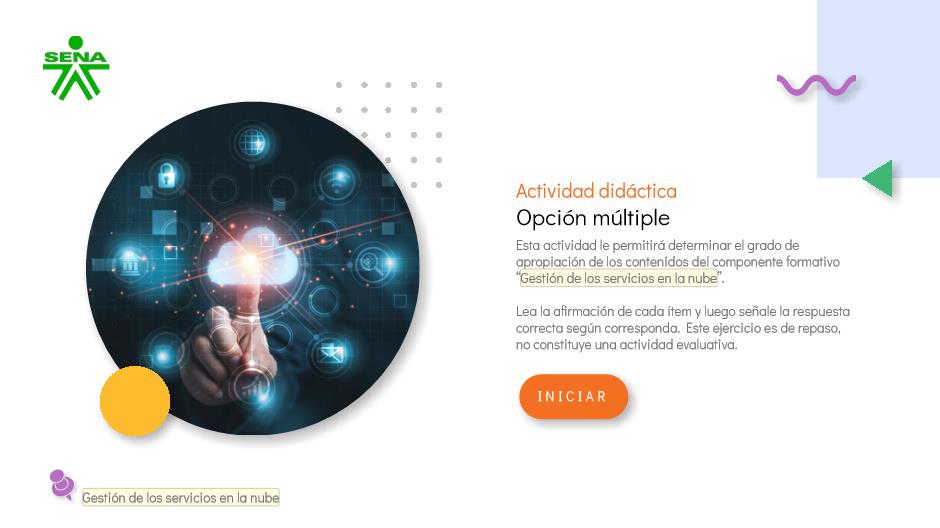 SENA
Actividad didáctica
Opción múltiple
Esta actividad le permitirá determinar el grado de
apropiación de los contenidos del componente formativo
“Gestión de los servicios en la nube”.
Lea la afirmación de cada ítem y luego señale la respuesta
correcta según corresponda. Este ejercicio es de repaso,
no constituye una actividad evaluativa.
INICIAR
Gestión de los servicios en la nube